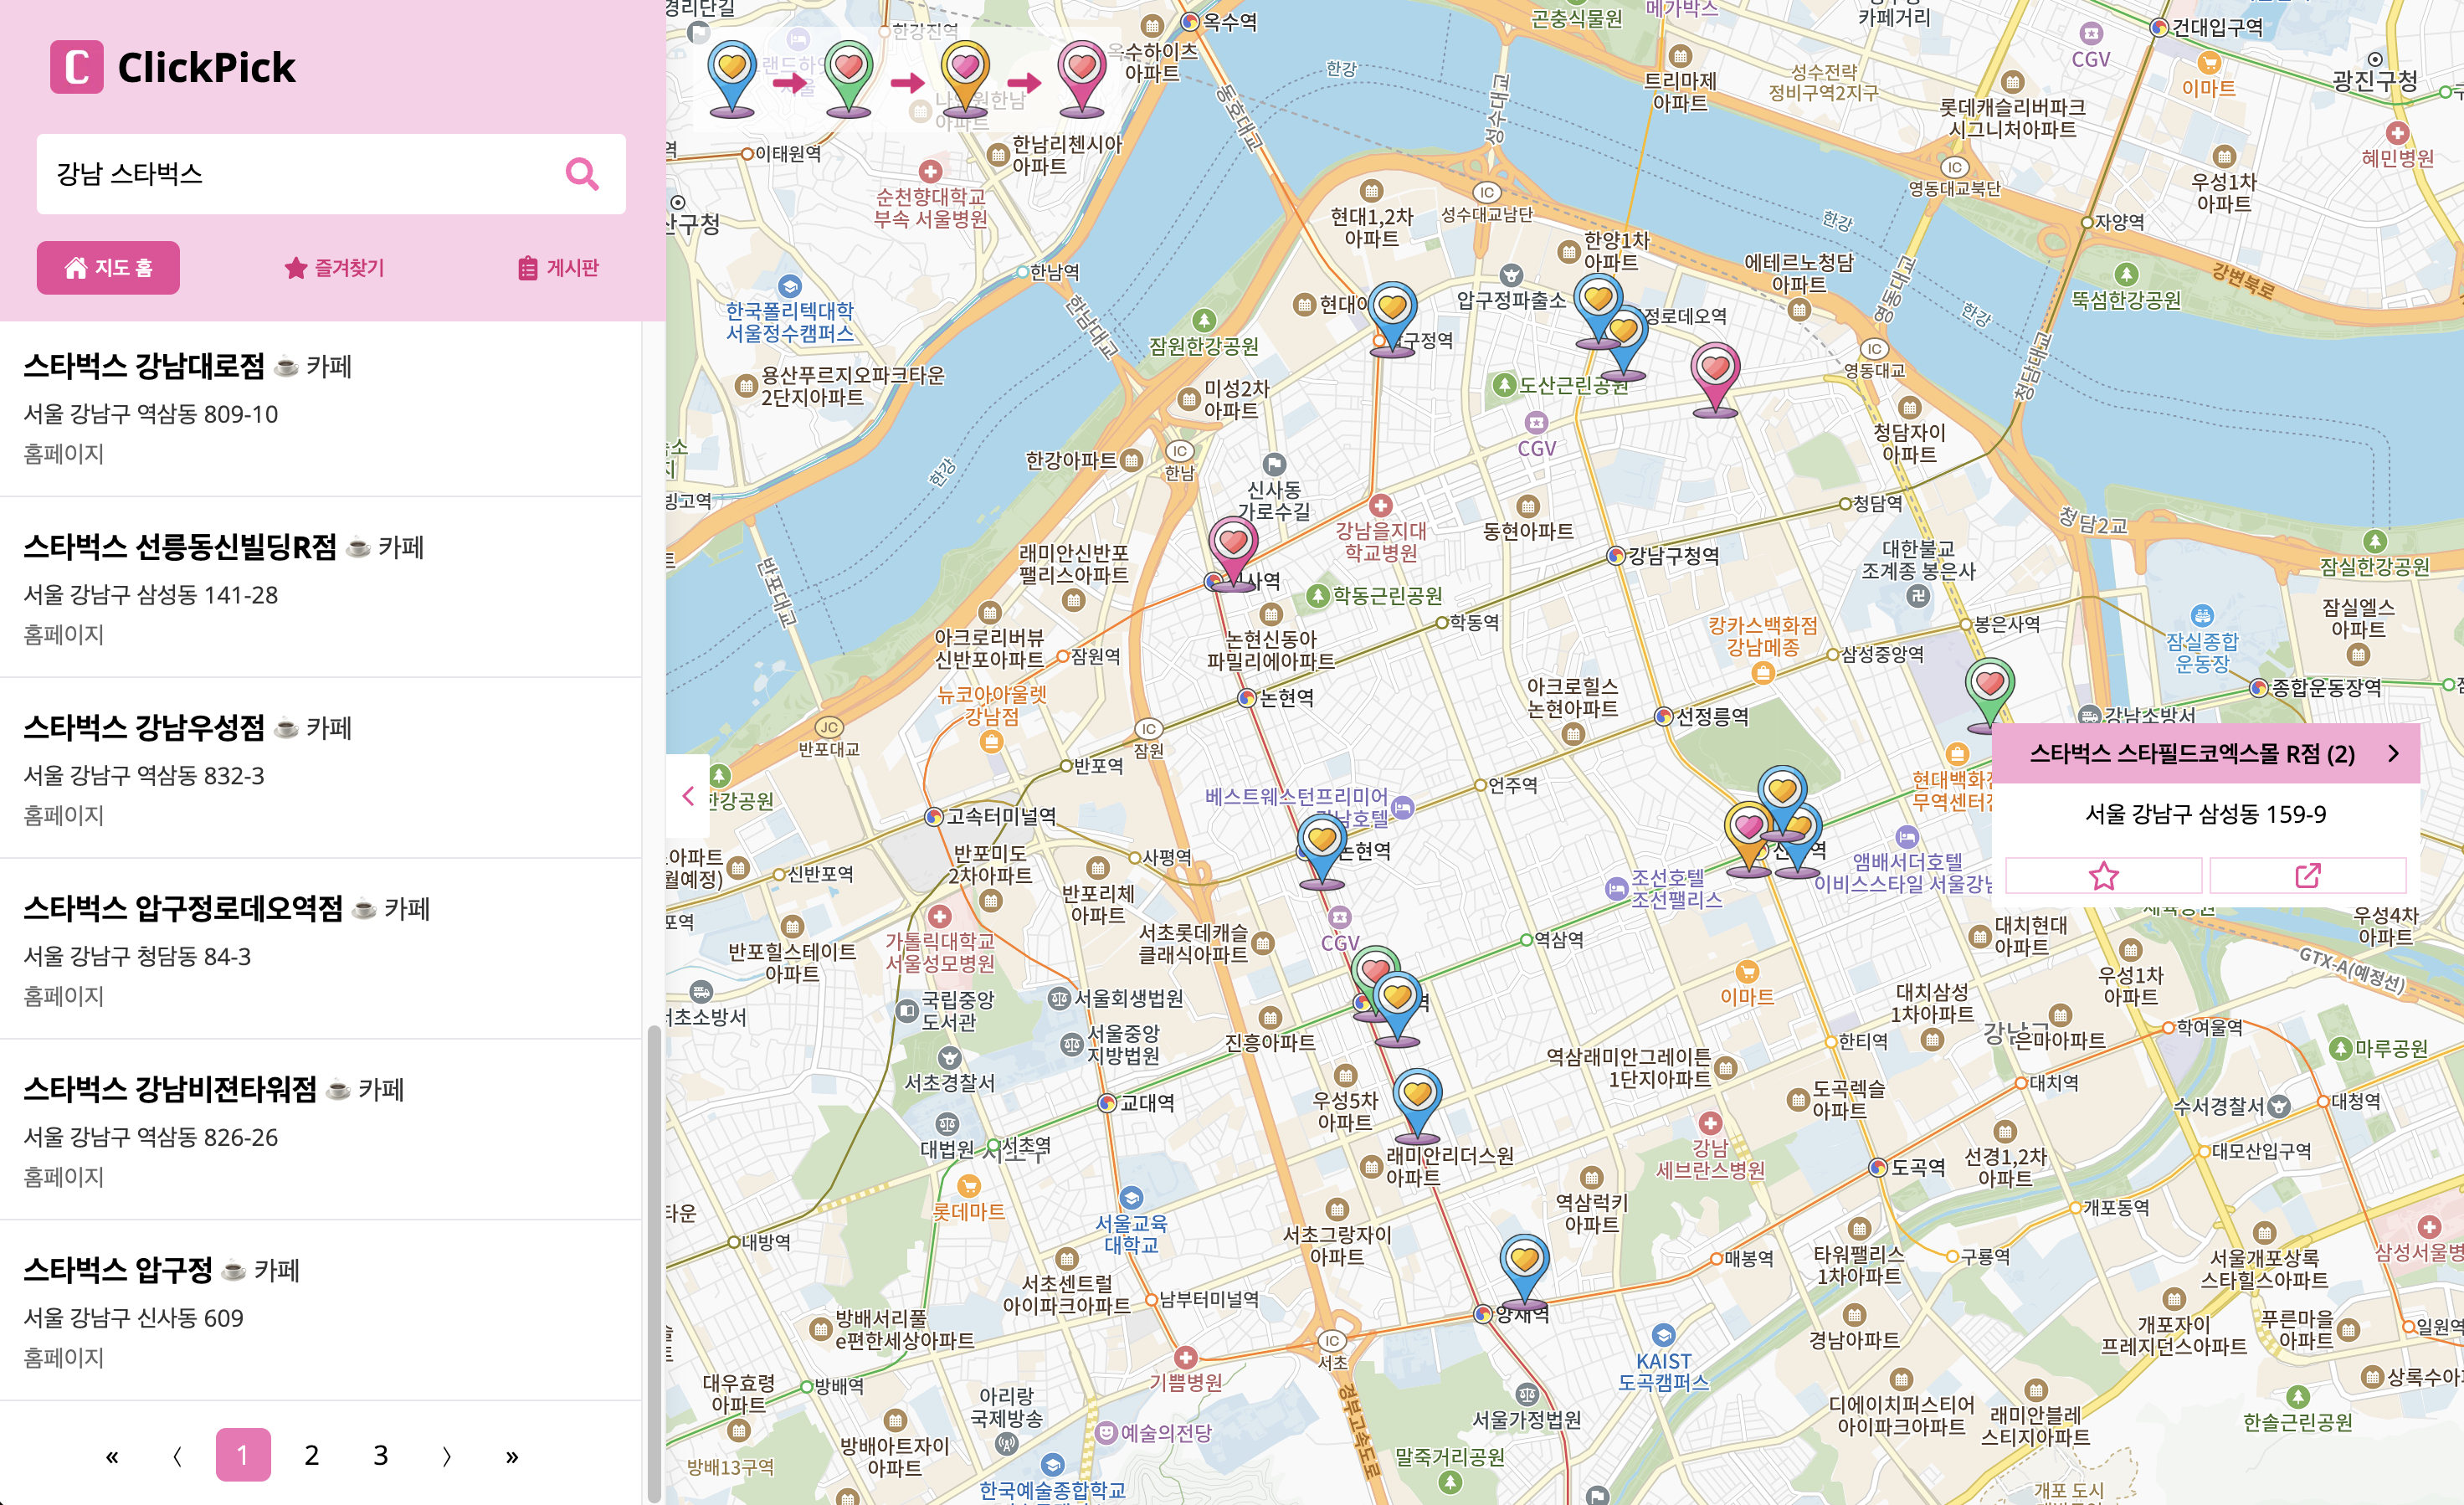 ClickPick
강남 스타벅스
지도 홈
즐겨찾기
게시판
스타벅스 강남대로점 카페
서울 강남구 역삼동 809-10
홈페이지
스타벅스 선릉동신빌딩R점 카페
서울 강남구 삼성동 141-28
홈페이지
스타벅스 강남우성점 카페
서울 강남구 역삼동 832-3
홈페이지
스타벅스 압구정로데오역점 카페
서울 강남구 청담동 84-3
홈페이지
스타벅스 강남비젼타워점 카페
서울 강남구 역삼동 826-26
홈페이지
스타벅스 압구정 카페
서울 강남구 신사동 609
홈페이지
« 〈 1 2 3 〉 »
경리단길
옥수역
곤충식물원
메가박스
카페거리
건대입구역
CGV
이마트
광진구청
한강진역
옥수하이츠
아파트
나인원한남
아파트
한강
동호대교
성수대교
트리마제
아파트
성수전략
정비구역2지구
롯데캐슬리버파크
시그니처아파트
혜민병원
이태원역
한남리첸시아
아파트
순천향대학교
부속 서울병원
현대1,2차
아파트
IC
성수대교남단
IC
영동대교북단
우성1차
아파트
한강
자양역
한남역
한양1차
아파트
에테르노청담
아파트
영동대교
한강
뚝섬한강공원
강변북로
한국폴리텍대학
서울정수캠퍼스
한남대교
잠원한강공원
압구정파출소
IC
영동대교
청담대교
용산푸르지오파크타운
2단지아파트
미성2차
아파트
도산근린공원
CGV
청담자이
아파트
한강아파트
IC
한남
한강
신사동
가로수길
청담역
강남을지대
학교병원
동현아파트
강남구청역
대한불교
조계종 봉은사
청담2교
잠실한강공원
반포대교
래미안신반포
팰리스아파트
학동근린공원
학동역
아크로리버뷰
신반포아파트
잠원역
논현신동아
파밀리에아파트
캉카스백화점
강남메종
삼성중앙역
봉은사역
잠실종합
운동장
잠실엘스
아파트
종합운동장역
뉴코아아울렛
강남점
논현역
아크로힐스
논현아파트
선정릉역
강남소방서
JC
반포대교
IC
잠원
반포역
언주역
베스트웨스턴프리미어
강남호텔
스타벅스 스타필드코엑스몰 R점 (2)
서울 강남구 삼성동 159-9
고속터미널역
사평역
신반포역
반포미도
2차아파트
반포리체
아파트
조선호텔
조선팰리스
앰배서더호텔
반포힐스테이트
아파트
가톨릭대학교
서울성모병원
서초롯데캐슬
클래식아파트
CGV
역삼역
이마트
대치현대
아파트
우성4차
아파트
우성1차
아파트
GTX-A(예정선)
국립중앙
도서관
서울회생법원
서울중앙
지방법원
진흥아파트
대치삼성
1차아파트
은마아파트
학여울역
한티역
마루공원
서초경찰서
교대역
우성5차
아파트
역삼래미안그레이튼
1단지아파트
도곡렉슬
아파트
대치역
수서경찰서
대청역
대법원
서초역
래미안리더스원
아파트
강남
세브란스병원
선경1,2차
아파트
대모산입구역
도곡역
롯데마트
서울교육
대학교
역삼럭키
아파트
개포동역
내방역
서초그랑자이
아파트
매봉역
타워팰리스
1차아파트
구룡역
서울개포상록
스타힐스아파트
서초센트럴
아이파크아파트
남부터미널역
양재역
방배서리풀
e편한세상아파트
IC
서초
KAIST
도곡캠퍼스
경남아파트
개포자이
프레지던스아파트
푸른마을
아파트
일원역
기쁨병원
대우효령
아파트
방배역
아리랑
국제방송
경부고속도로
서울가정법원
디에이치퍼스티어
아이파크아파트
래미안블레
스티지아파트
한솔근린공원
방배아트자이
아파트
예술의전당
말죽거리공원
방배13구역
한국예술종합학교
개포 도시